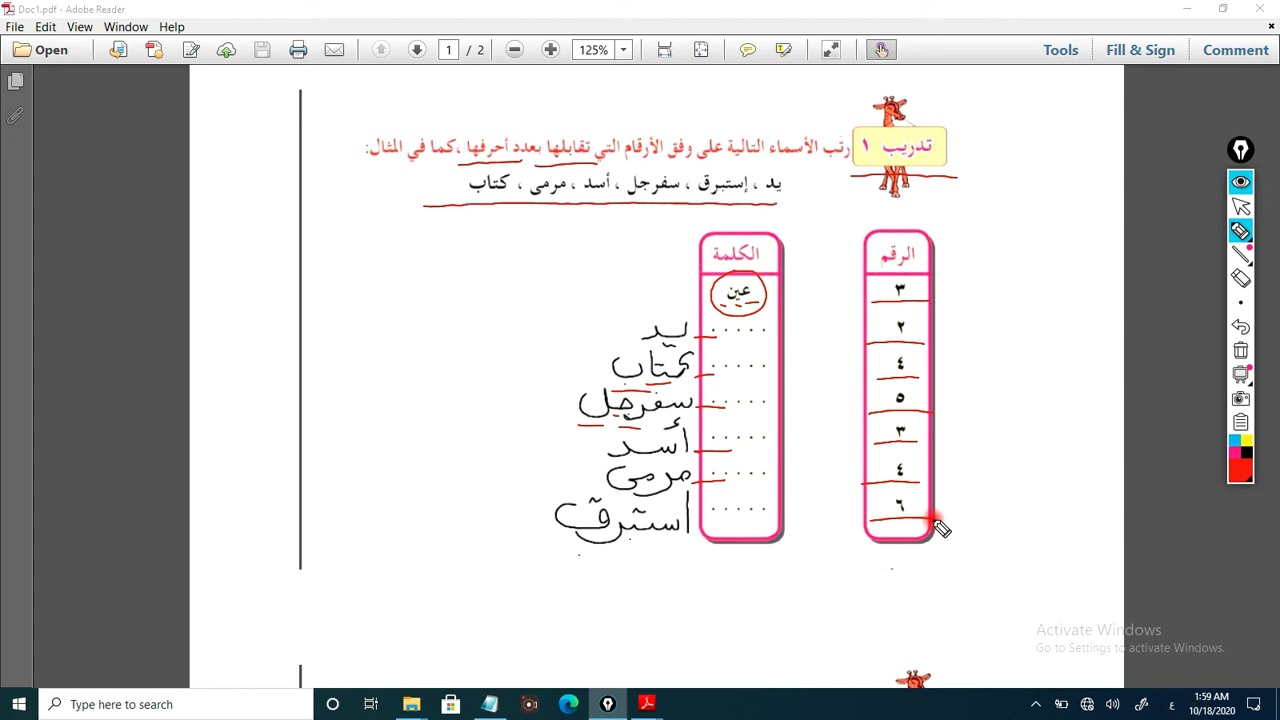 Doc1.pdf - Adobe Reader
File Edit View Window Help
Open 1 / 2 125% Tools Fill & Sign Comment
تدريب ١ رتّب الأسماء التالية على وفق الأرقام التي تقابلها بعدد أحرفها ،كما في المثال:
يد ، إستبرق ، سفرجل ، أسد ، مرمى ، كتاب
الرقم الكلمة
٣ عين
٢ ..... يد
٤ ..... كتاب
٥ ..... سفرجل
٣ ..... أسد
٤ ..... مرمى
٦ ..... استبرق
Activate Windows
Go to Settings to activate Windows.
Type here to search
ع
1:59 AM
10/18/2020